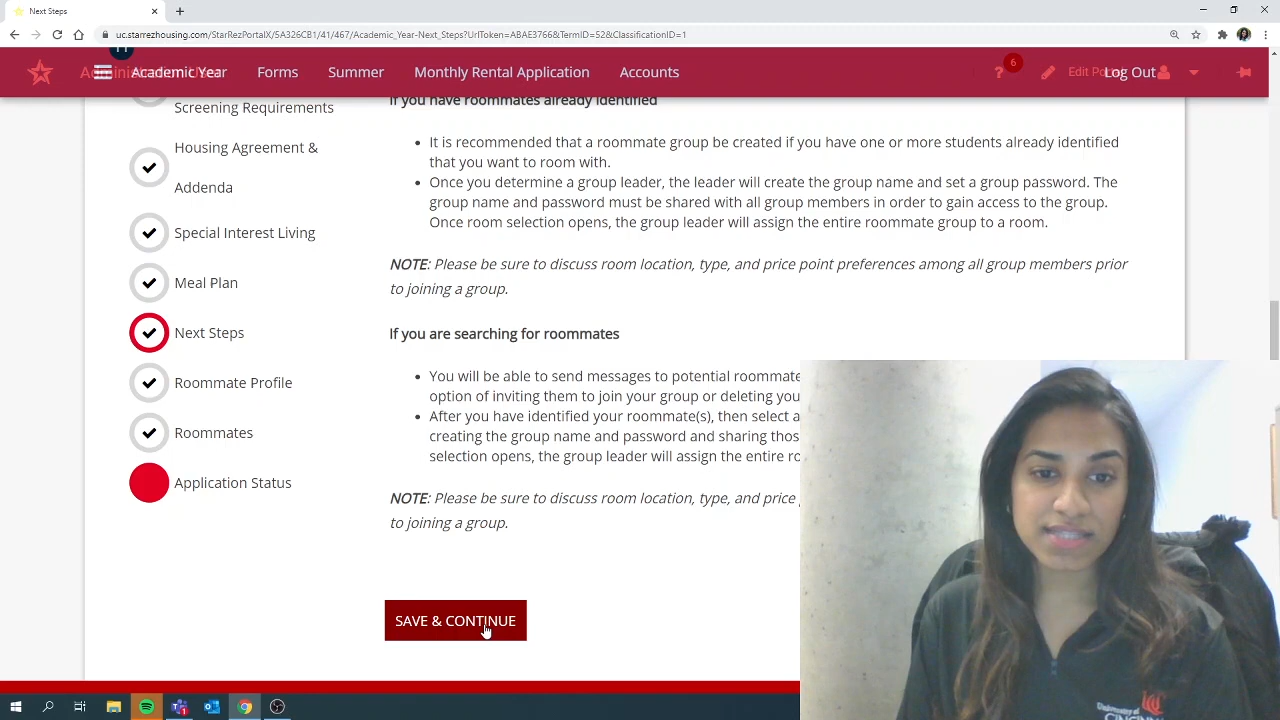 Next Steps
uc.starrezhousing.com/StarRezPortalX/5A326CB1/41/467/Academic_Year-Next_Steps?UrlToken=ABAE3766&TermID=52&ClassificationID=1
Academic Year Forms Summer Monthly Rental Application Accounts 6 Log Out
If you have roommates already identified
Screening Requirements
Housing Agreement &
Addenda
Special Interest Living
Meal Plan
Next Steps
Roommate Profile
Roommates
Application Status
It is recommended that a roommate group be created if you have one or more students already identified
that you want to room with.
Once you determine a group leader, the leader will create the group name and set a group password. The
group name and password must be shared with all group members in order to gain access to the group.
Once room selection opens, the group leader will assign the entire roommate group to a room.
NOTE: Please be sure to discuss room location, type, and price point preferences among all group members prior
to joining a group.
If you are searching for roommates
You will be able to send messages to potential roommate
option of inviting them to join your group or deleting you
After you have identified your roommate(s), then select a
creating the group name and password and sharing thos
selection opens, the group leader will assign the entire ro
NOTE: Please be sure to discuss room location, type, and price
to joining a group.
SAVE & CONTINUE
University of